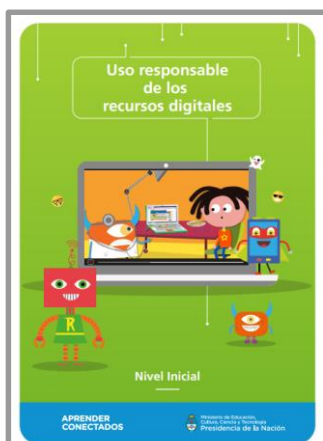 Uso responsable
de los
recursos digitales
R
Nivel Inicial
APRENDER
CONECTADOS
Ministerio de Educación,
Cultura, Ciencia y Tecnología
Presidencia de la Nación